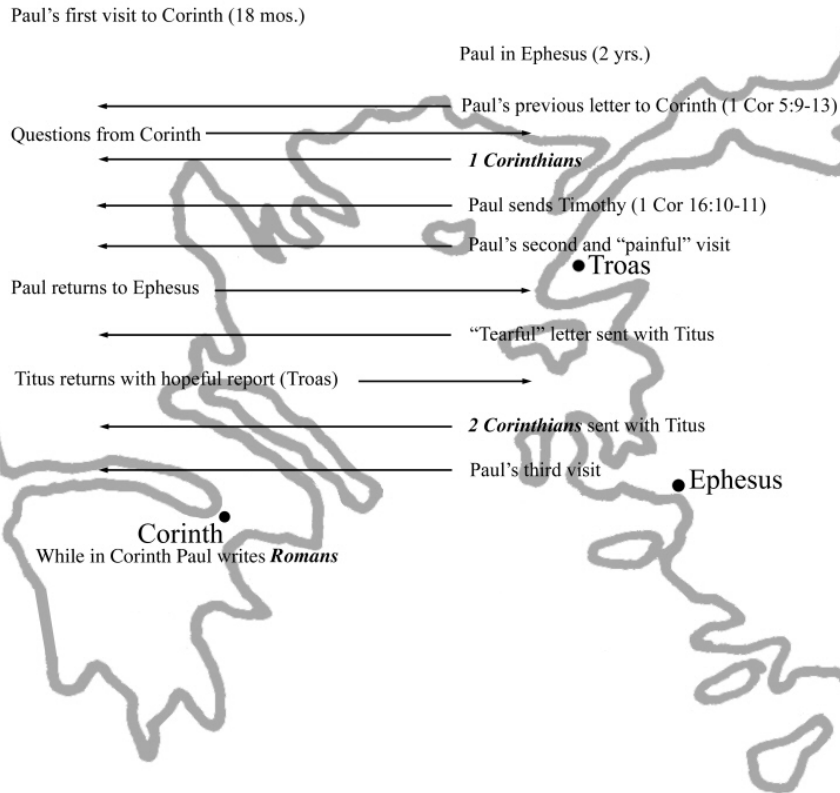 Paul's first visit to Corinth (18 mos.)
Paul in Ephesus (2 yrs.)
Paul's previous letter to Corinth (1 Cor 5:9-13)
Questions from Corinth
1 Corinthians
Paul sends Timothy (1 Cor 16:10-11)
Paul's second and “painful” visit
Troas
Paul returns to Ephesus
“Tearful” letter sent with Titus
Titus returns with hopeful report (Troas)
2 Corinthians sent with Titus
Paul's third visit
Ephesus
Corinth
While in Corinth Paul writes Romans